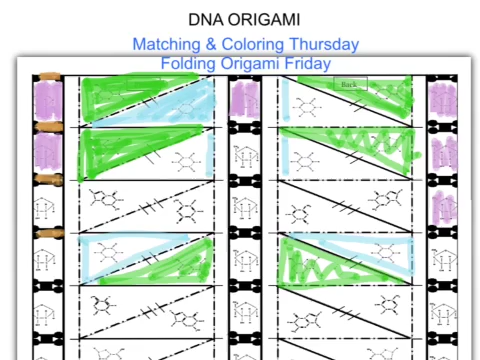 DNA ORIGAMI
Matching & Coloring Thursday
Folding Origami Friday
Back